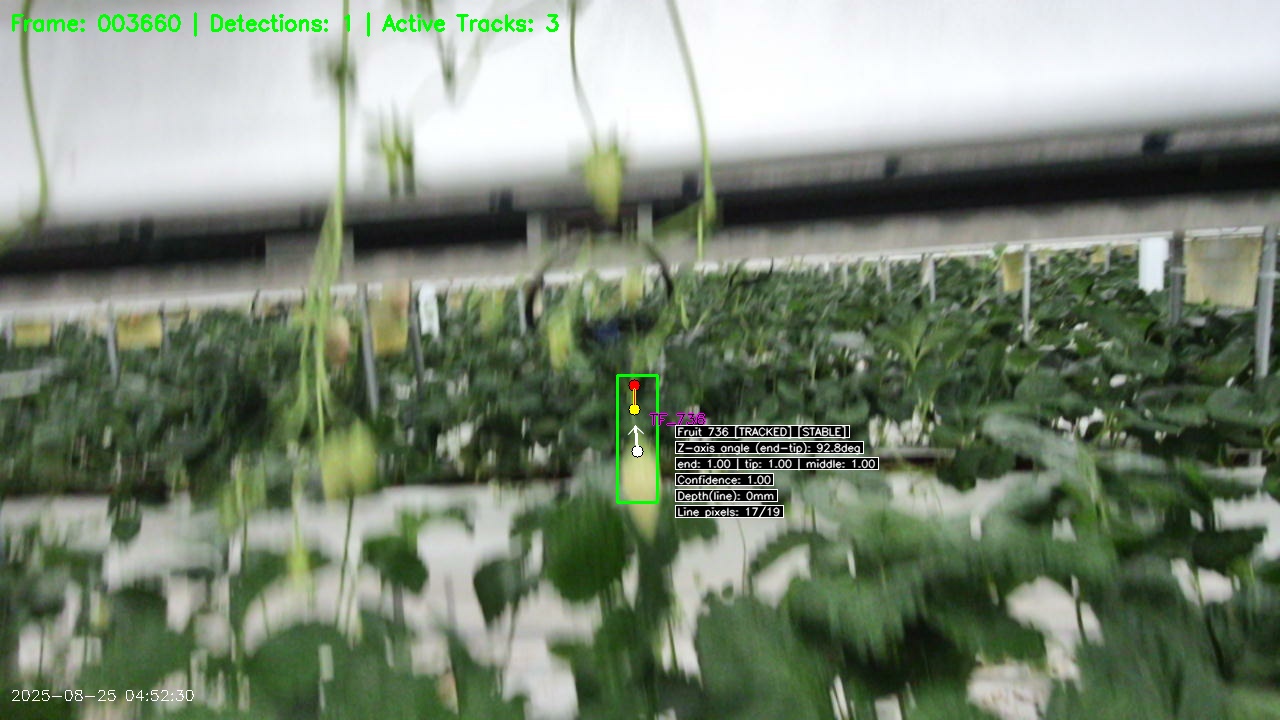 Frame: 003660 | Detections: 1 | Active Tracks: 3
TF_736
Fruit 736 [TRACKED] [STABLE]
Z-axis angle (end-tip): 92.8deg
end: 1.00 | tip: 1.00 | middle: 1.00
Confidence: 1.00
Depth(line): 0mm
Line pixels: 17/19
2025-08-25 04:52:30